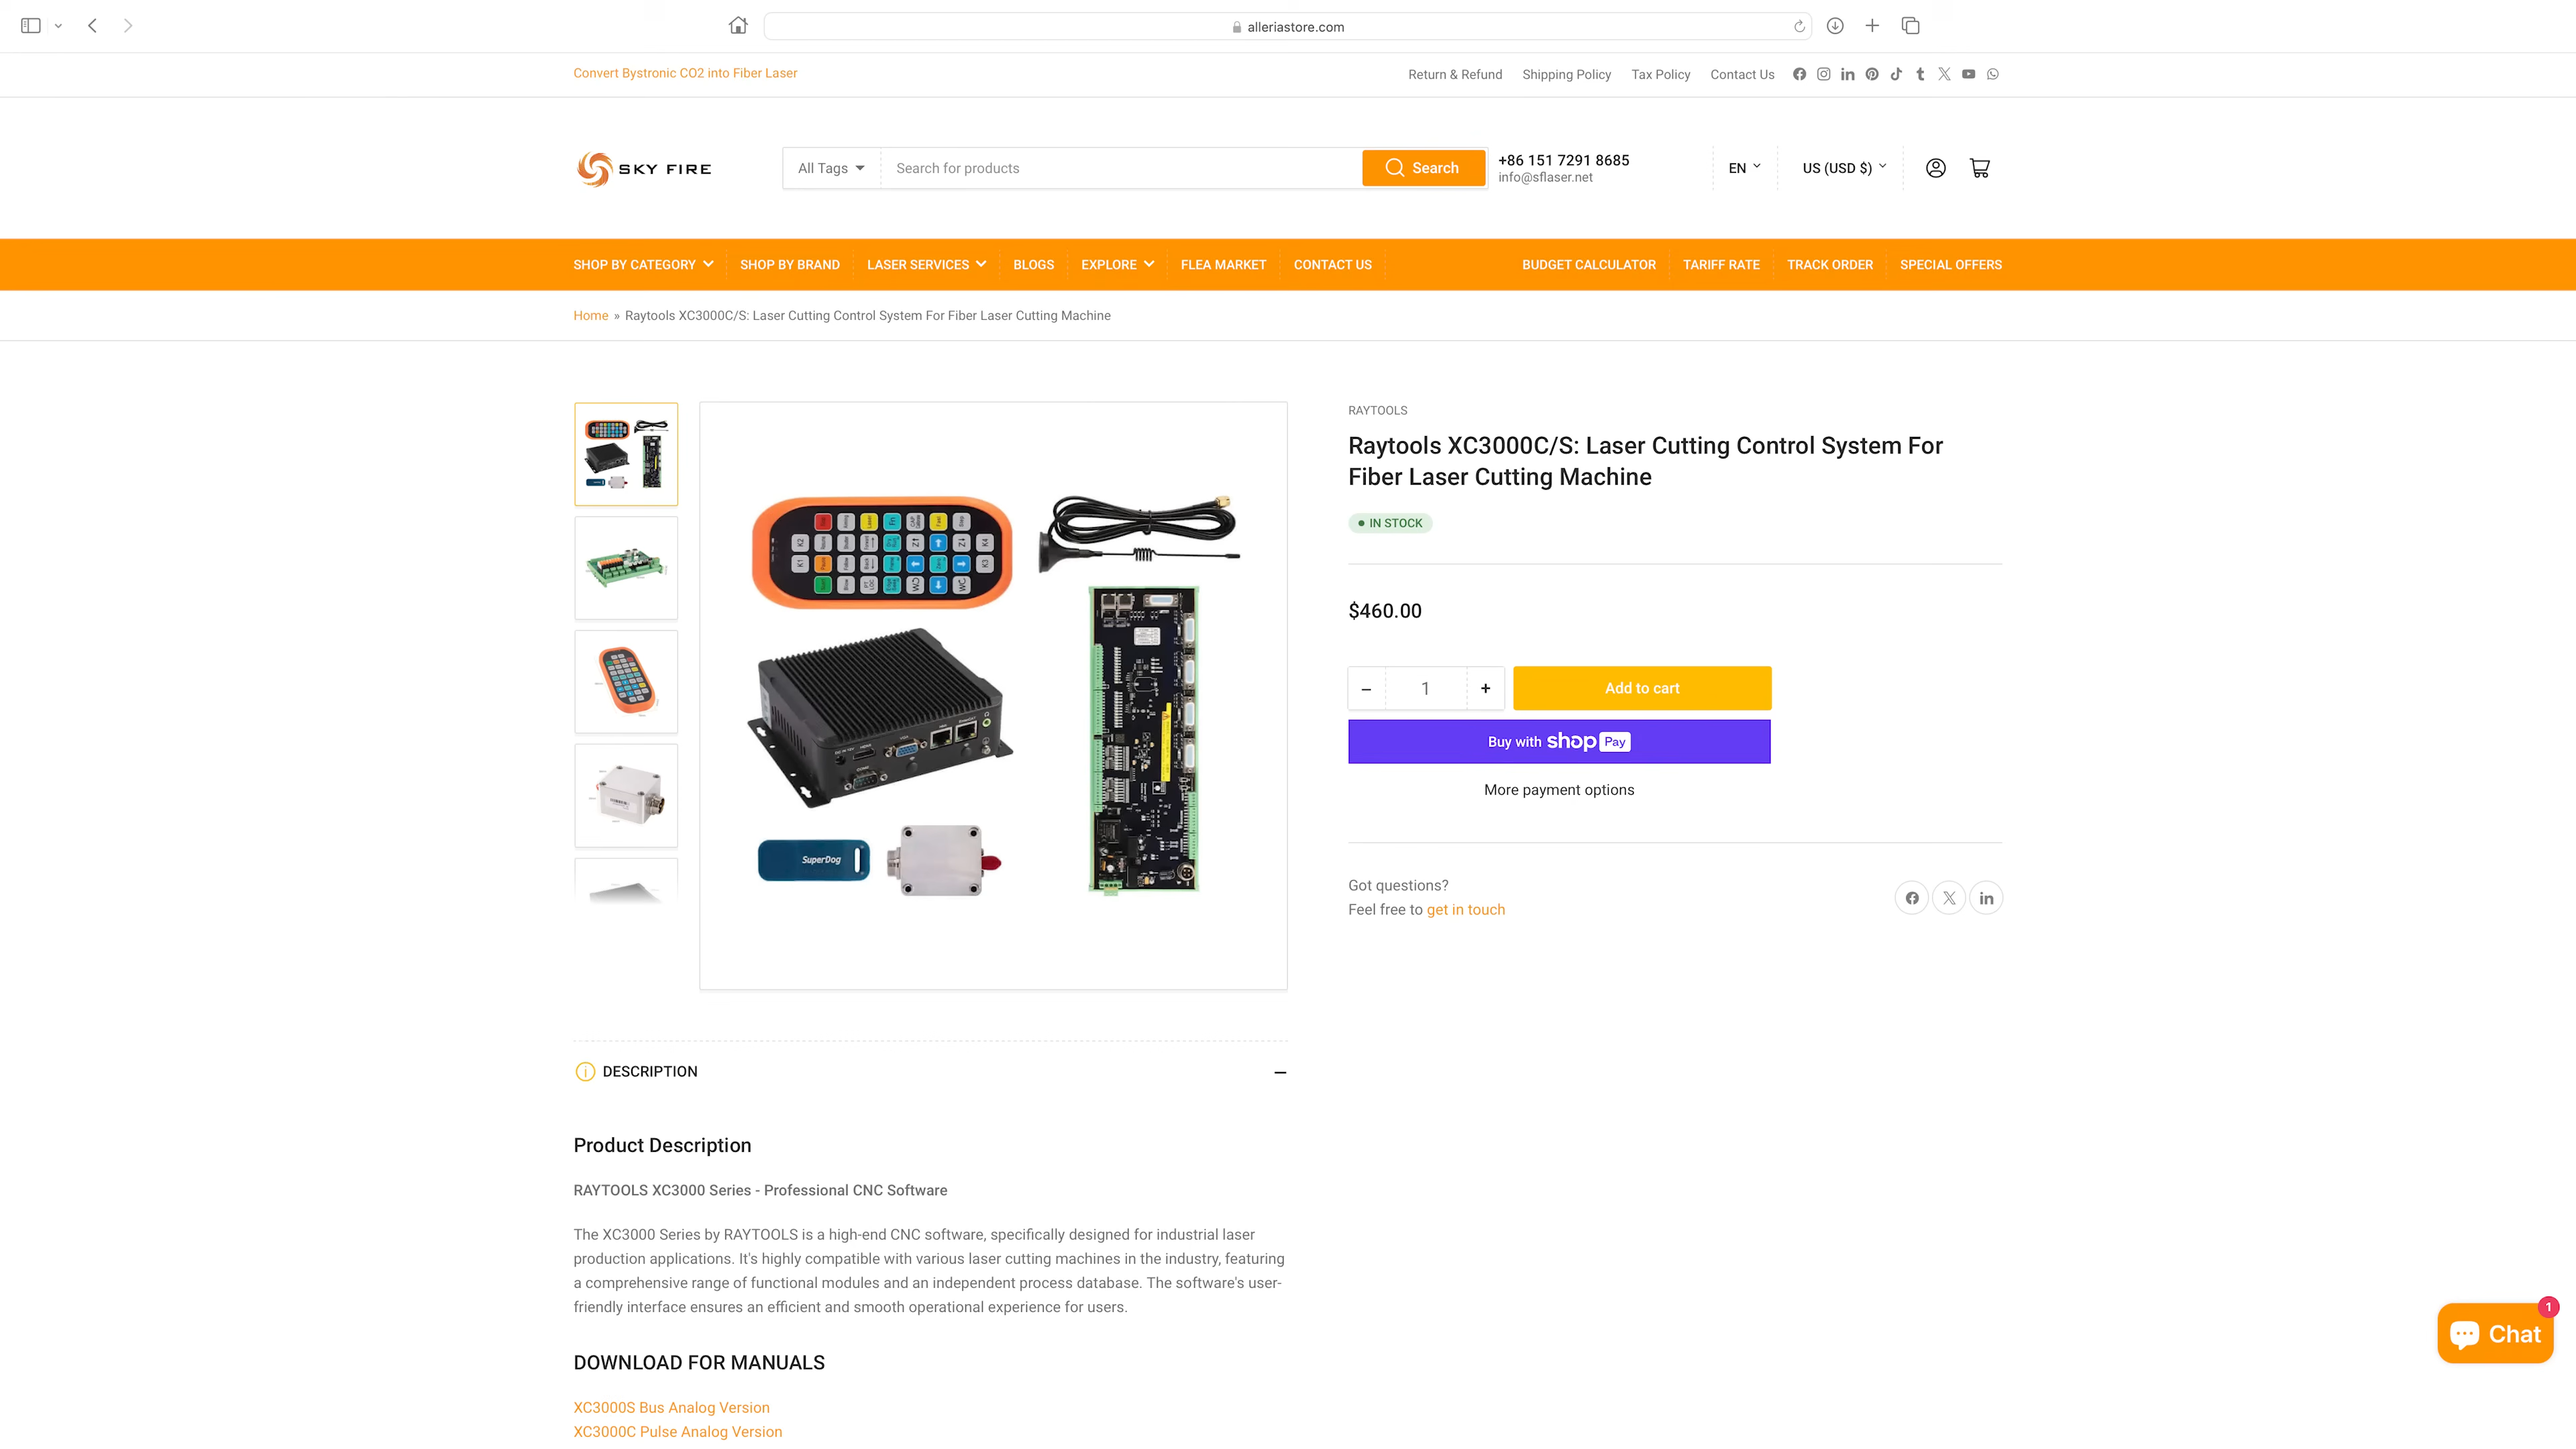 alleriastore.com
Convert Bystronic CO2 into Fiber Laser
Return & Refund Shipping Policy Tax Policy Contact Us
SKY FIRE
All Tags Search for products Search
+86 151 7291 8685
info@sflaser.net
EN US (USD $)
SHOP BY CATEGORY SHOP BY BRAND LASER SERVICES BLOGS EXPLORE FLEA MARKET CONTACT US BUDGET CALCULATOR TARIFF RATE TRACK ORDER SPECIAL OFFERS
Home » Raytools XC3000C/S: Laser Cutting Control System For Fiber Laser Cutting Machine
RAYTOOLS
Raytools XC3000C/S: Laser Cutting Control System For
Fiber Laser Cutting Machine
IN STOCK
$460.00
– 1 + Add to cart
Buy with shop Pay
More payment options
Got questions?
Feel free to get in touch
K2 Z↑ Z↓ K4
K1 K3
SuperDog
DESCRIPTION
Product Description
RAYTOOLS XC3000 Series - Professional CNC Software
The XC3000 Series by RAYTOOLS is a high-end CNC software, specifically designed for industrial laser
production applications. It's highly compatible with various laser cutting machines in the industry, featuring
a comprehensive range of functional modules and an independent process database. The software's user-
friendly interface ensures an efficient and smooth operational experience for users.
DOWNLOAD FOR MANUALS
XC3000S Bus Analog Version
XC3000C Pulse Analog Version
1
Chat